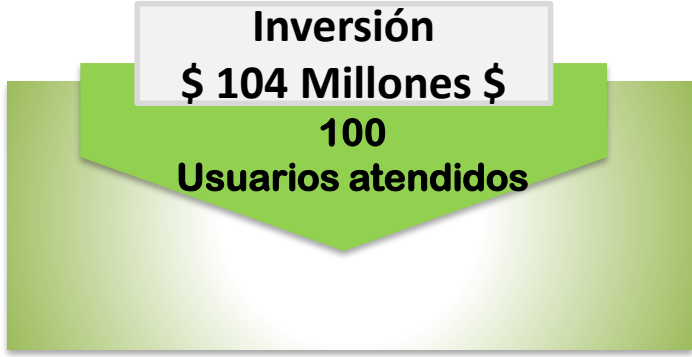 Inversión
$ 104 Millones $
100
Usuarios atendidos